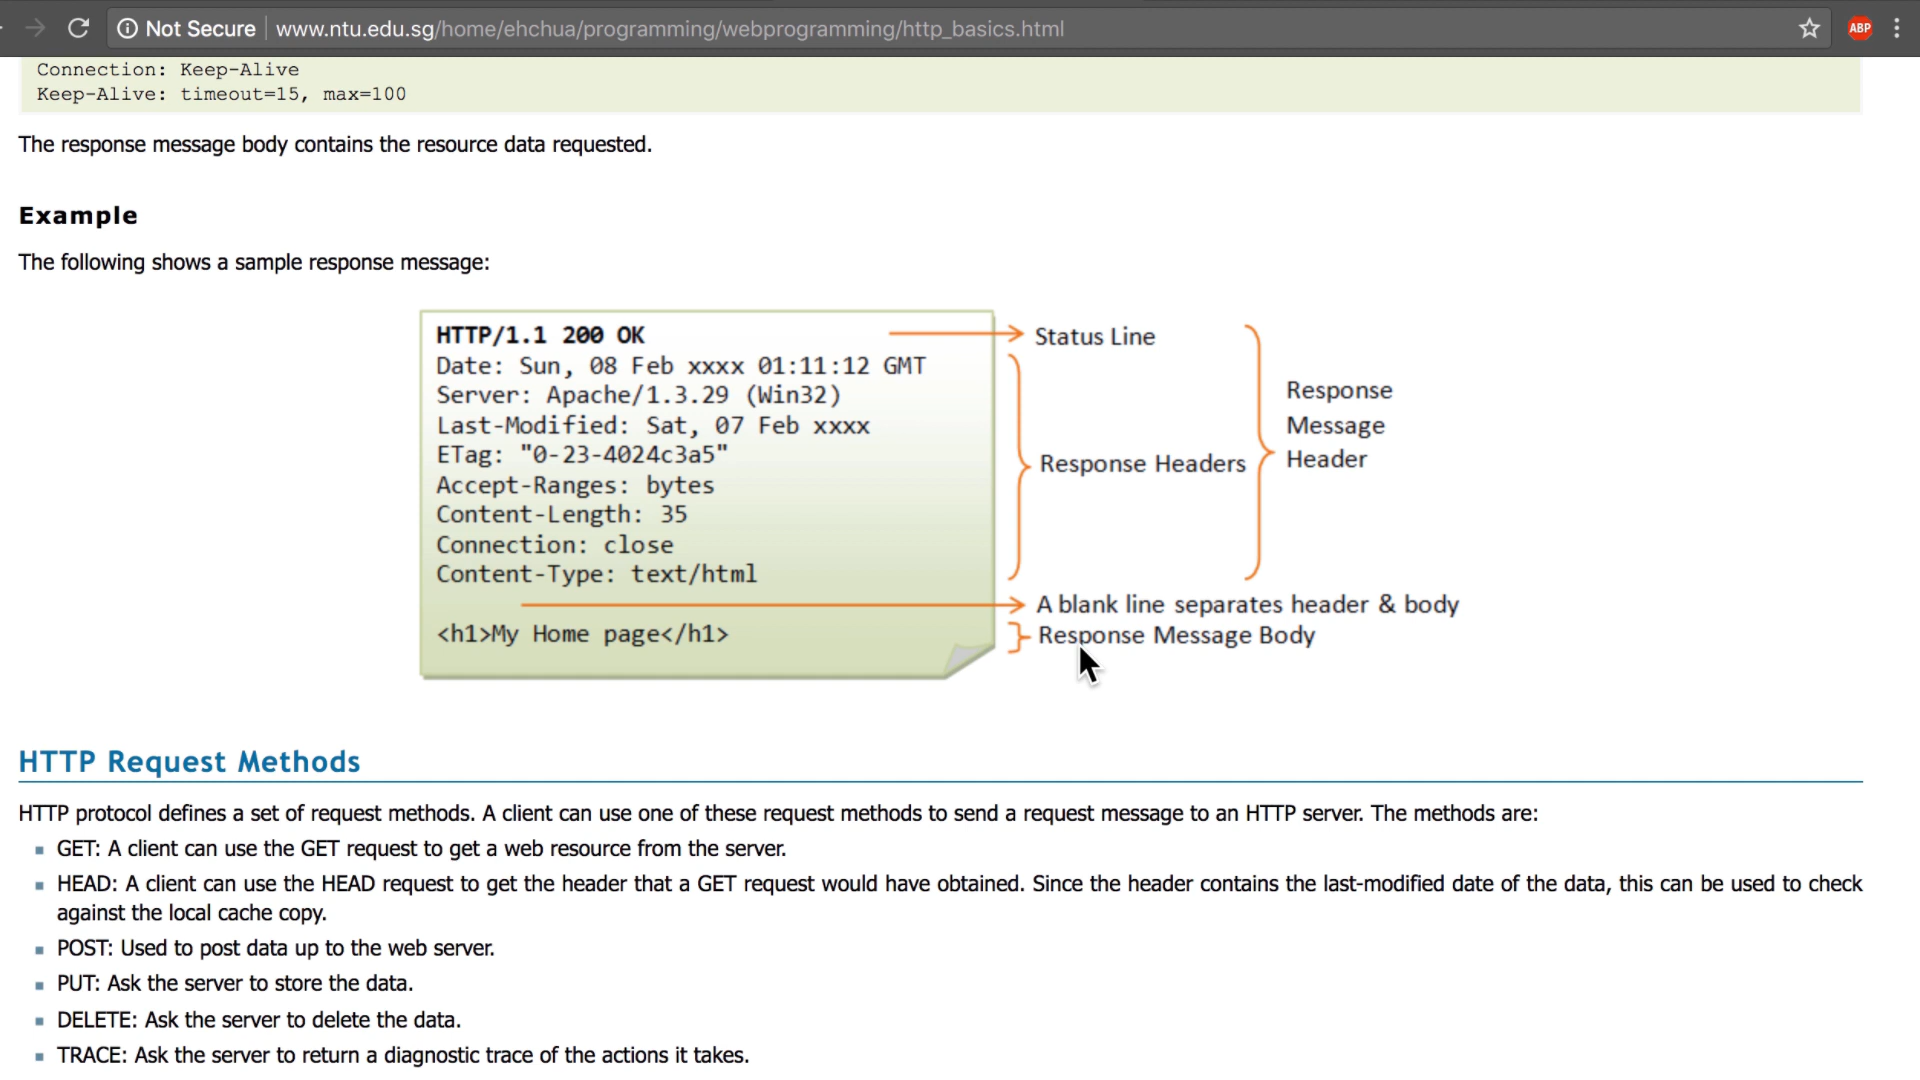 Not Secure www.ntu.edu.sg/home/ehchua/programming/webprogramming/http_basics.html
ABP
Connection: Keep-Alive
Keep-Alive: timeout=15, max=100
The response message body contains the resource data requested.
Example
The following shows a sample response message:
HTTP/1.1 200 OK
Date: Sun, 08 Feb xxxx 01:11:12 GMT
Server: Apache/1.3.29 (Win32)
Last-Modified: Sat, 07 Feb xxxx
ETag: "0-23-4024c3a5"
Accept-Ranges: bytes
Content-Length: 35
Connection: close
Content-Type: text/html
<h1>My Home page</h1>
Status Line
Response Headers
Response
Message
Header
A blank line separates header & body
Response Message Body
HTTP Request Methods
HTTP protocol defines a set of request methods. A client can use one of these request methods to send a request message to an HTTP server. The methods are:
GET: A client can use the GET request to get a web resource from the server.
HEAD: A client can use the HEAD request to get the header that a GET request would have obtained. Since the header contains the last-modified date of the data, this can be used to check
against the local cache copy.
POST: Used to post data up to the web server.
PUT: Ask the server to store the data.
DELETE: Ask the server to delete the data.
TRACE: Ask the server to return a diagnostic trace of the actions it takes.